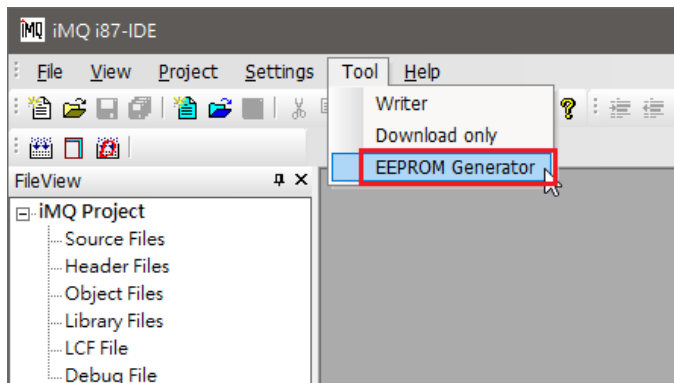 iMQ iMQ i87-IDE
File View Project Settings Tool Help
Writer
Download only
EEPROM Generator
FileView
iMQ Project
Source Files
Header Files
Object Files
Library Files
LCF File
Debug File